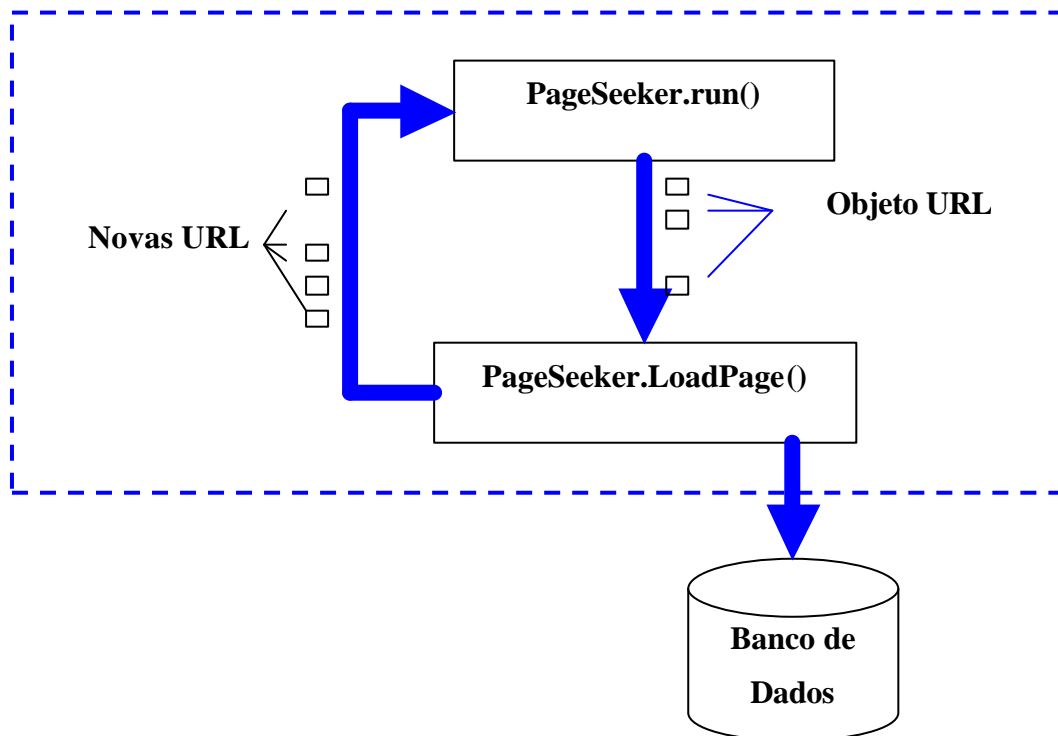 PageSeeker.run()
Objeto URL
Novas URL
PageSeeker.LoadPage()
Banco de
Dados